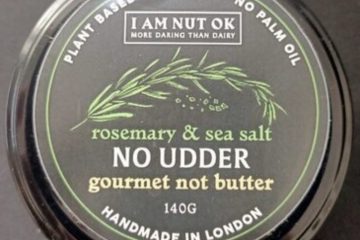 PLANT BASED
NO PALM OIL
I AM NUT OK
MORE DARING THAN DAIRY
rosemary & sea salt
NO UDDER
gourmet not butter
140G
HANDMADE IN LONDON